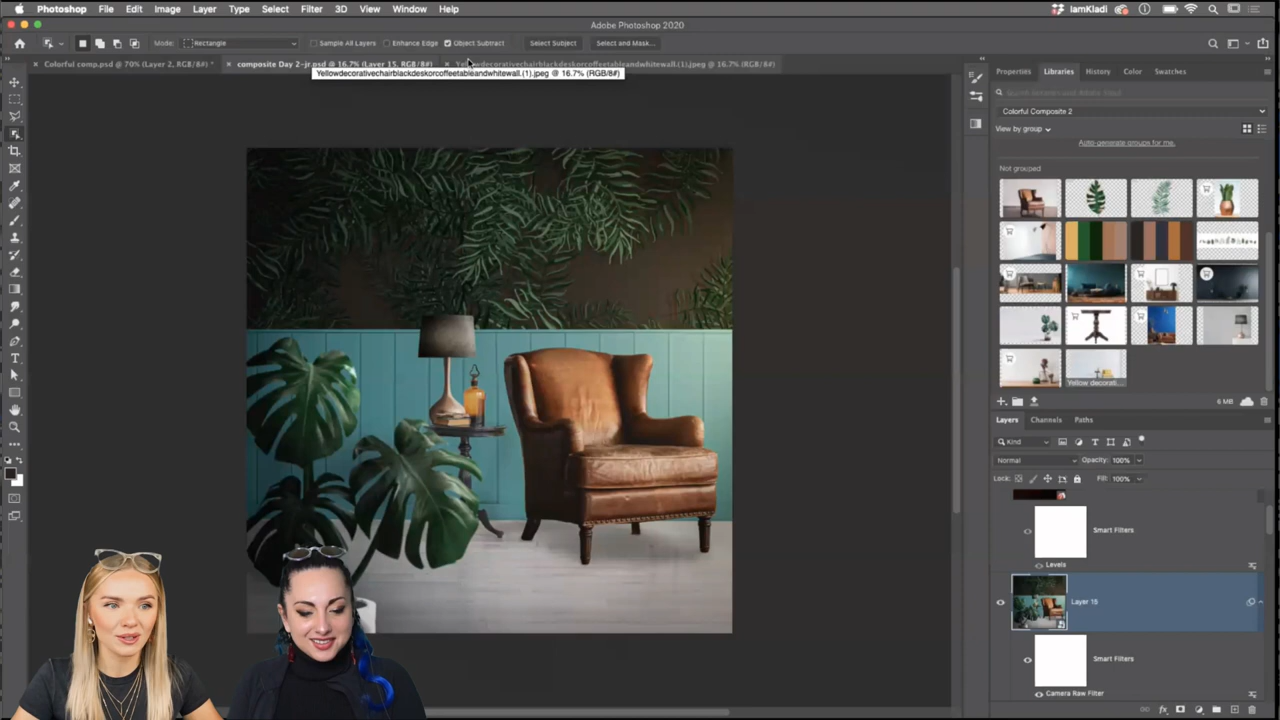 Photoshop File Edit Image Layer Type Select Filter 3D View Window Help IamKladi
Adobe Photoshop 2020
Mode: Rectangle Sample All Layers Enhance Edge Object Subtract Select Subject Select and Mask...
Colorful comp.psd @ 70% (Layer 2, RGB/8#) * composite Day 2-jr.psd @ 16.7% (Layer 15, RGB/8#) Yellowdecorativechairblackdeskorcoffeetableandwhitewall.(1).jpeg @ 16.7% (RGB/8#)
Yellowdecorativechairblackdeskorcoffeetableandwhitewall.(1).jpeg @ 16.7% (RGB/8#)
Properties Libraries History Color Swatches
Colorful Composite 2
View by group
Auto-generate groups for me.
Not grouped
Yellow decorati...
6 MB
Layers Channels Paths
Kind
Normal Opacity: 100%
Lock: Fill: 100%
Smart Filters
Levels
Layer 15
Smart Filters
Camera Raw Filter